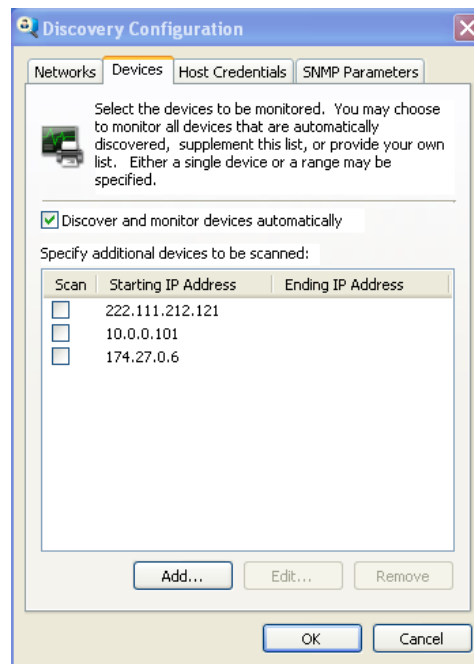 Discovery Configuration
Networks Devices Host Credentials SNMP Parameters
Select the devices to be monitored. You may choose
to monitor all devices that are automatically
discovered, supplement this list, or provide your own
list. Either a single device or a range may be
specified.
Discover and monitor devices automatically
Specify additional devices to be scanned:
Scan Starting IP Address Ending IP Address
222.111.212.121
10.0.0.101
174.27.0.6
Add... Edit... Remove
OK Cancel